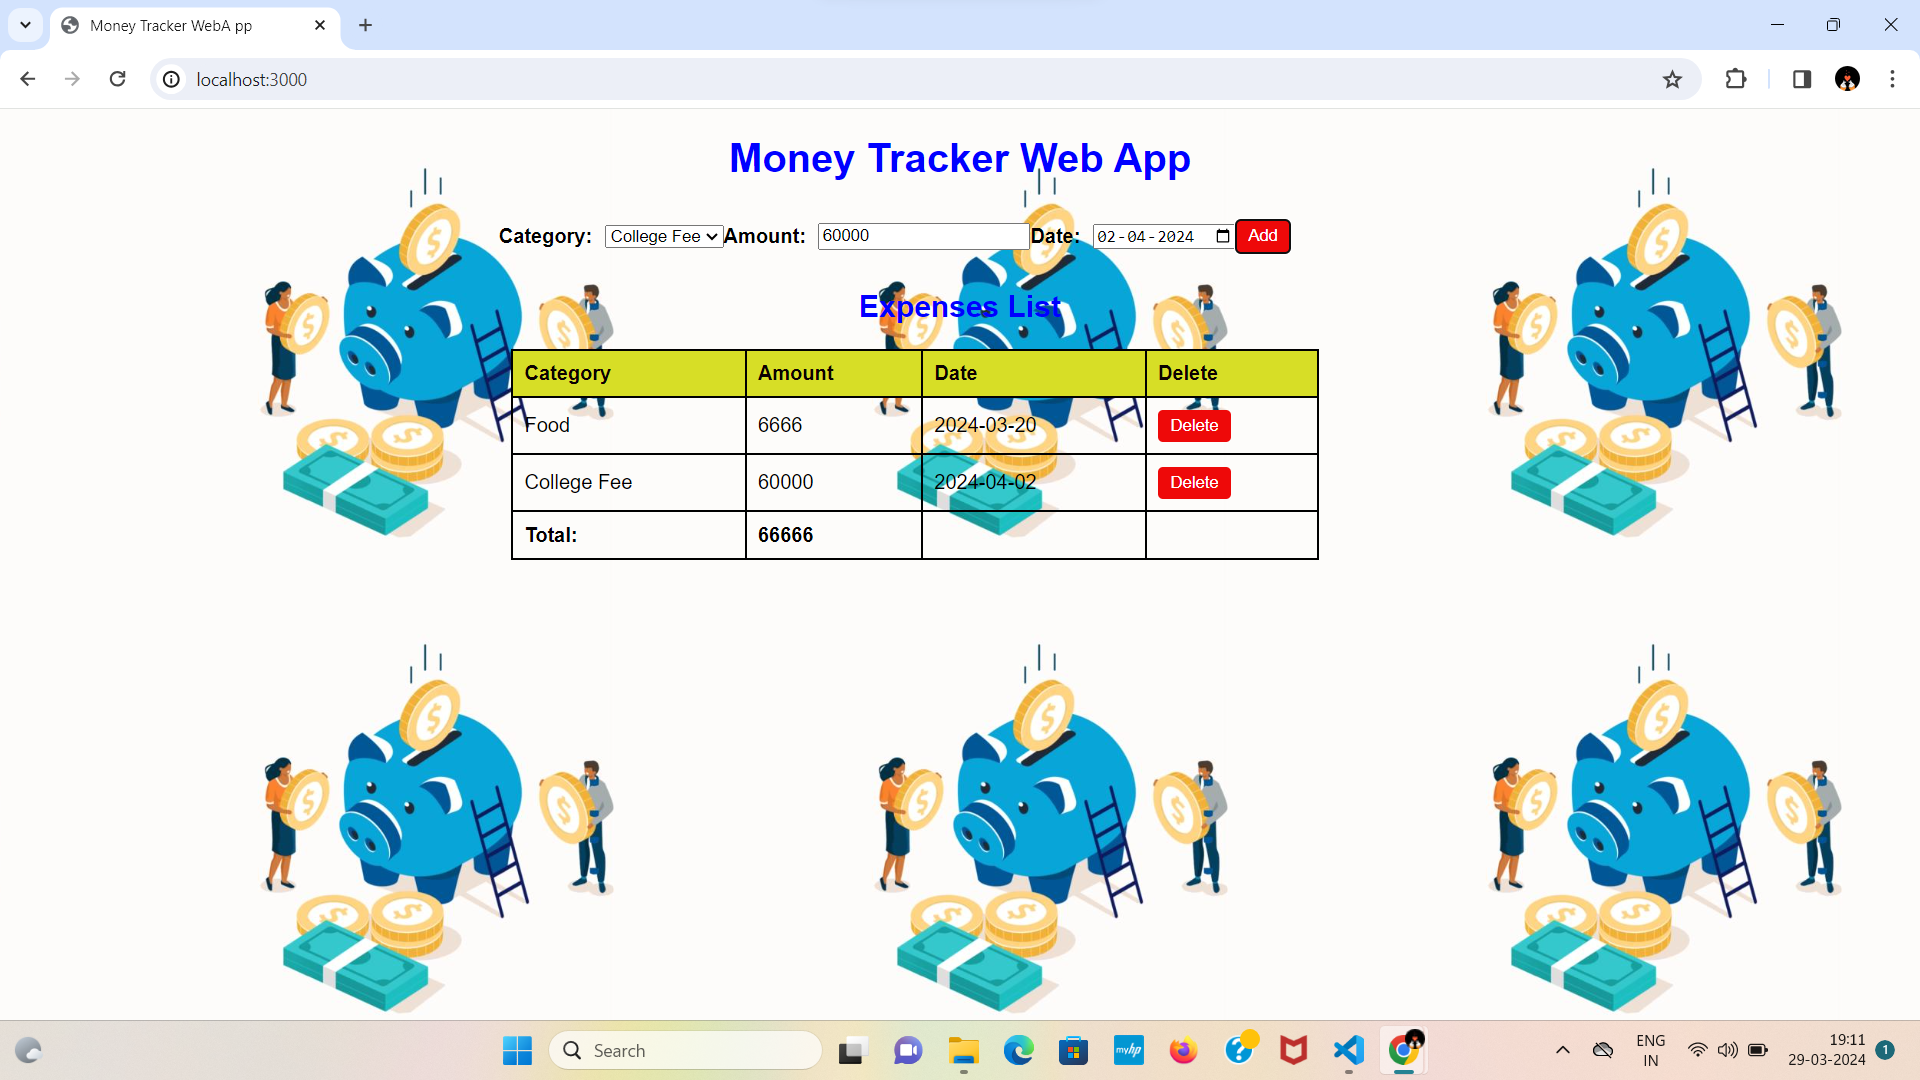 Money Tracker WebA pp
localhost:3000
Money Tracker Web App
Category: College Fee Amount: 60000 Date: 02-04-2024 Add
Expenses List
Category Amount Date Delete
Food 6666 2024-03-20 Delete
College Fee 60000 2024-04-02 Delete
Total: 66666
Search
myhp
ENG
IN
19:11
29-03-2024
1